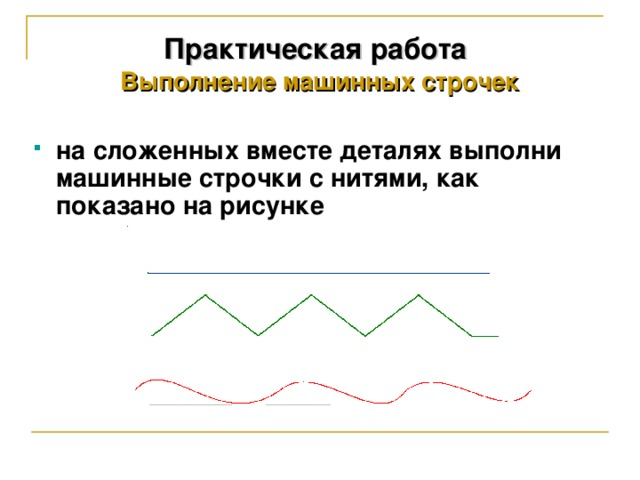 Практическая работа
Выполнение машинных строчек
на сложенных вместе деталях выполни
машинные строчки с нитями, как
показано на рисунке